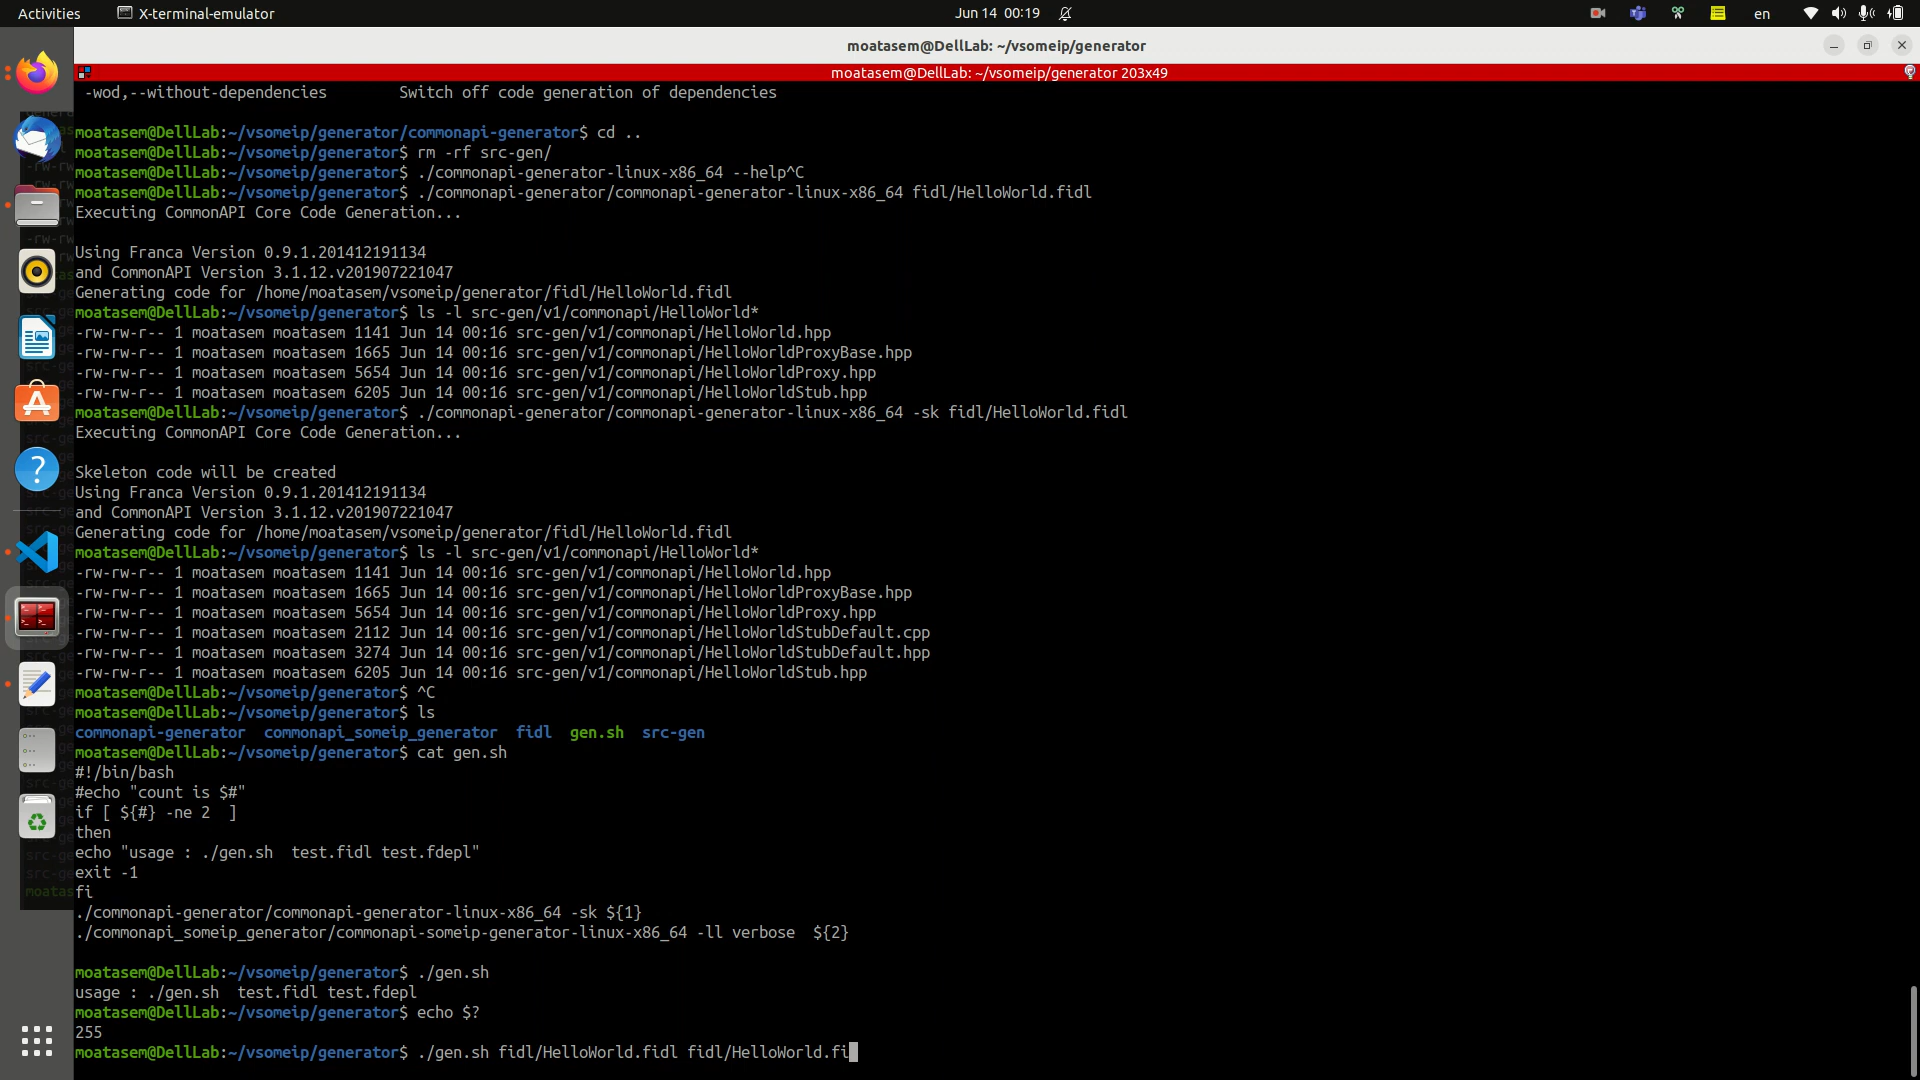 Activities
X-terminal-emulator
Jun 14 00:19
en
moatasem@DellLab: ~/vsomeip/generator
moatasem@DellLab: ~/vsomeip/generator 203x49
-wod,--without-dependencies        Switch off code generation of dependencies
moatasem@DellLab:~/vsomeip/generator/commonapi-generator$ cd ..
moatasem@DellLab:~/vsomeip/generator$ rm -rf src-gen/
moatasem@DellLab:~/vsomeip/generator$ ./commonapi-generator-linux-x86_64 --help^C
moatasem@DellLab:~/vsomeip/generator$ ./commonapi-generator/commonapi-generator-linux-x86_64 fidl/HelloWorld.fidl
Executing CommonAPI Core Code Generation...
Using Franca Version 0.9.1.201412191134
and CommonAPI Version 3.1.12.v201907221047
Generating code for /home/moatasem/vsomeip/generator/fidl/HelloWorld.fidl
moatasem@DellLab:~/vsomeip/generator$ ls -l src-gen/v1/commonapi/HelloWorld*
-rw-rw-r-- 1 moatasem moatasem 1141 Jun 14 00:16 src-gen/v1/commonapi/HelloWorld.hpp
-rw-rw-r-- 1 moatasem moatasem 1665 Jun 14 00:16 src-gen/v1/commonapi/HelloWorldProxyBase.hpp
-rw-rw-r-- 1 moatasem moatasem 5654 Jun 14 00:16 src-gen/v1/commonapi/HelloWorldProxy.hpp
-rw-rw-r-- 1 moatasem moatasem 6205 Jun 14 00:16 src-gen/v1/commonapi/HelloWorldStub.hpp
moatasem@DellLab:~/vsomeip/generator$ ./commonapi-generator/commonapi-generator-linux-x86_64 -sk fidl/HelloWorld.fidl
Executing CommonAPI Core Code Generation...
Skeleton code will be created
Using Franca Version 0.9.1.201412191134
and CommonAPI Version 3.1.12.v201907221047
Generating code for /home/moatasem/vsomeip/generator/fidl/HelloWorld.fidl
moatasem@DellLab:~/vsomeip/generator$ ls -l src-gen/v1/commonapi/HelloWorld*
-rw-rw-r-- 1 moatasem moatasem 1141 Jun 14 00:16 src-gen/v1/commonapi/HelloWorld.hpp
-rw-rw-r-- 1 moatasem moatasem 1665 Jun 14 00:16 src-gen/v1/commonapi/HelloWorldProxyBase.hpp
-rw-rw-r-- 1 moatasem moatasem 5654 Jun 14 00:16 src-gen/v1/commonapi/HelloWorldProxy.hpp
-rw-rw-r-- 1 moatasem moatasem 2112 Jun 14 00:16 src-gen/v1/commonapi/HelloWorldStubDefault.cpp
-rw-rw-r-- 1 moatasem moatasem 3274 Jun 14 00:16 src-gen/v1/commonapi/HelloWorldStubDefault.hpp
-rw-rw-r-- 1 moatasem moatasem 6205 Jun 14 00:16 src-gen/v1/commonapi/HelloWorldStub.hpp
moatasem@DellLab:~/vsomeip/generator$ ^C
moatasem@DellLab:~/vsomeip/generator$ ls
commonapi-generator  commonapi_someip_generator  fidl  gen.sh  src-gen
moatasem@DellLab:~/vsomeip/generator$ cat gen.sh
#!/bin/bash
#echo "count is $#"
if [ ${#} -ne 2  ]
then
echo "usage : ./gen.sh  test.fidl test.fdepl"
exit -1
fi
./commonapi-generator/commonapi-generator-linux-x86_64 -sk ${1}
./commonapi_someip_generator/commonapi-someip-generator-linux-x86_64 -ll verbose  ${2}
moatasem@DellLab:~/vsomeip/generator$ ./gen.sh
usage : ./gen.sh  test.fidl test.fdepl
moatasem@DellLab:~/vsomeip/generator$ echo $?
255
moatasem@DellLab:~/vsomeip/generator$ ./gen.sh fidl/HelloWorld.fidl fidl/HelloWorld.fi